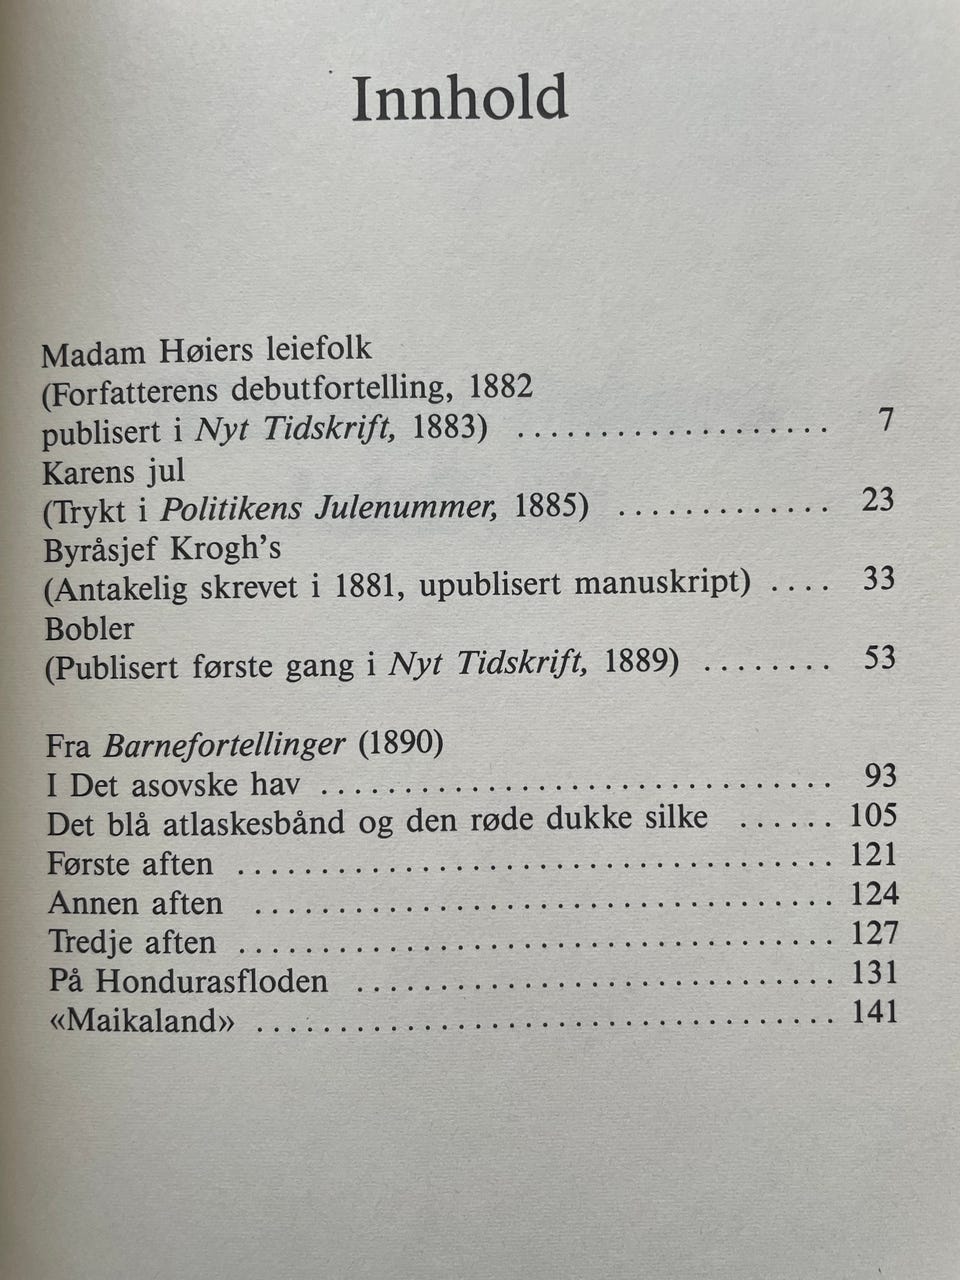 Innhold
Madam Høiers leiefolk
(Forfatterens debutfortelling, 1882
publisert i Nyt Tidskrift, 1883) ................... 7
Karens jul
(Trykt i Politikens Julenummer, 1885) ............. 23
Byråsjef Krogh's
(Antakelig skrevet i 1881, upublisert manuskript) .... 33
Bobler
(Publisert første gang i Nyt Tidskrift, 1889) ........ 53
Fra Barnefortellinger (1890)
I Det asovske hav ............................... 93
Det blå atlaskesbånd og den røde dukke silke ...... 105
Første aften .................................... 121
Annen aften ................................... 124
Tredje aften .................................... 127
På Hondurasfloden ............................. 131
«Maikaland» ................................... 141